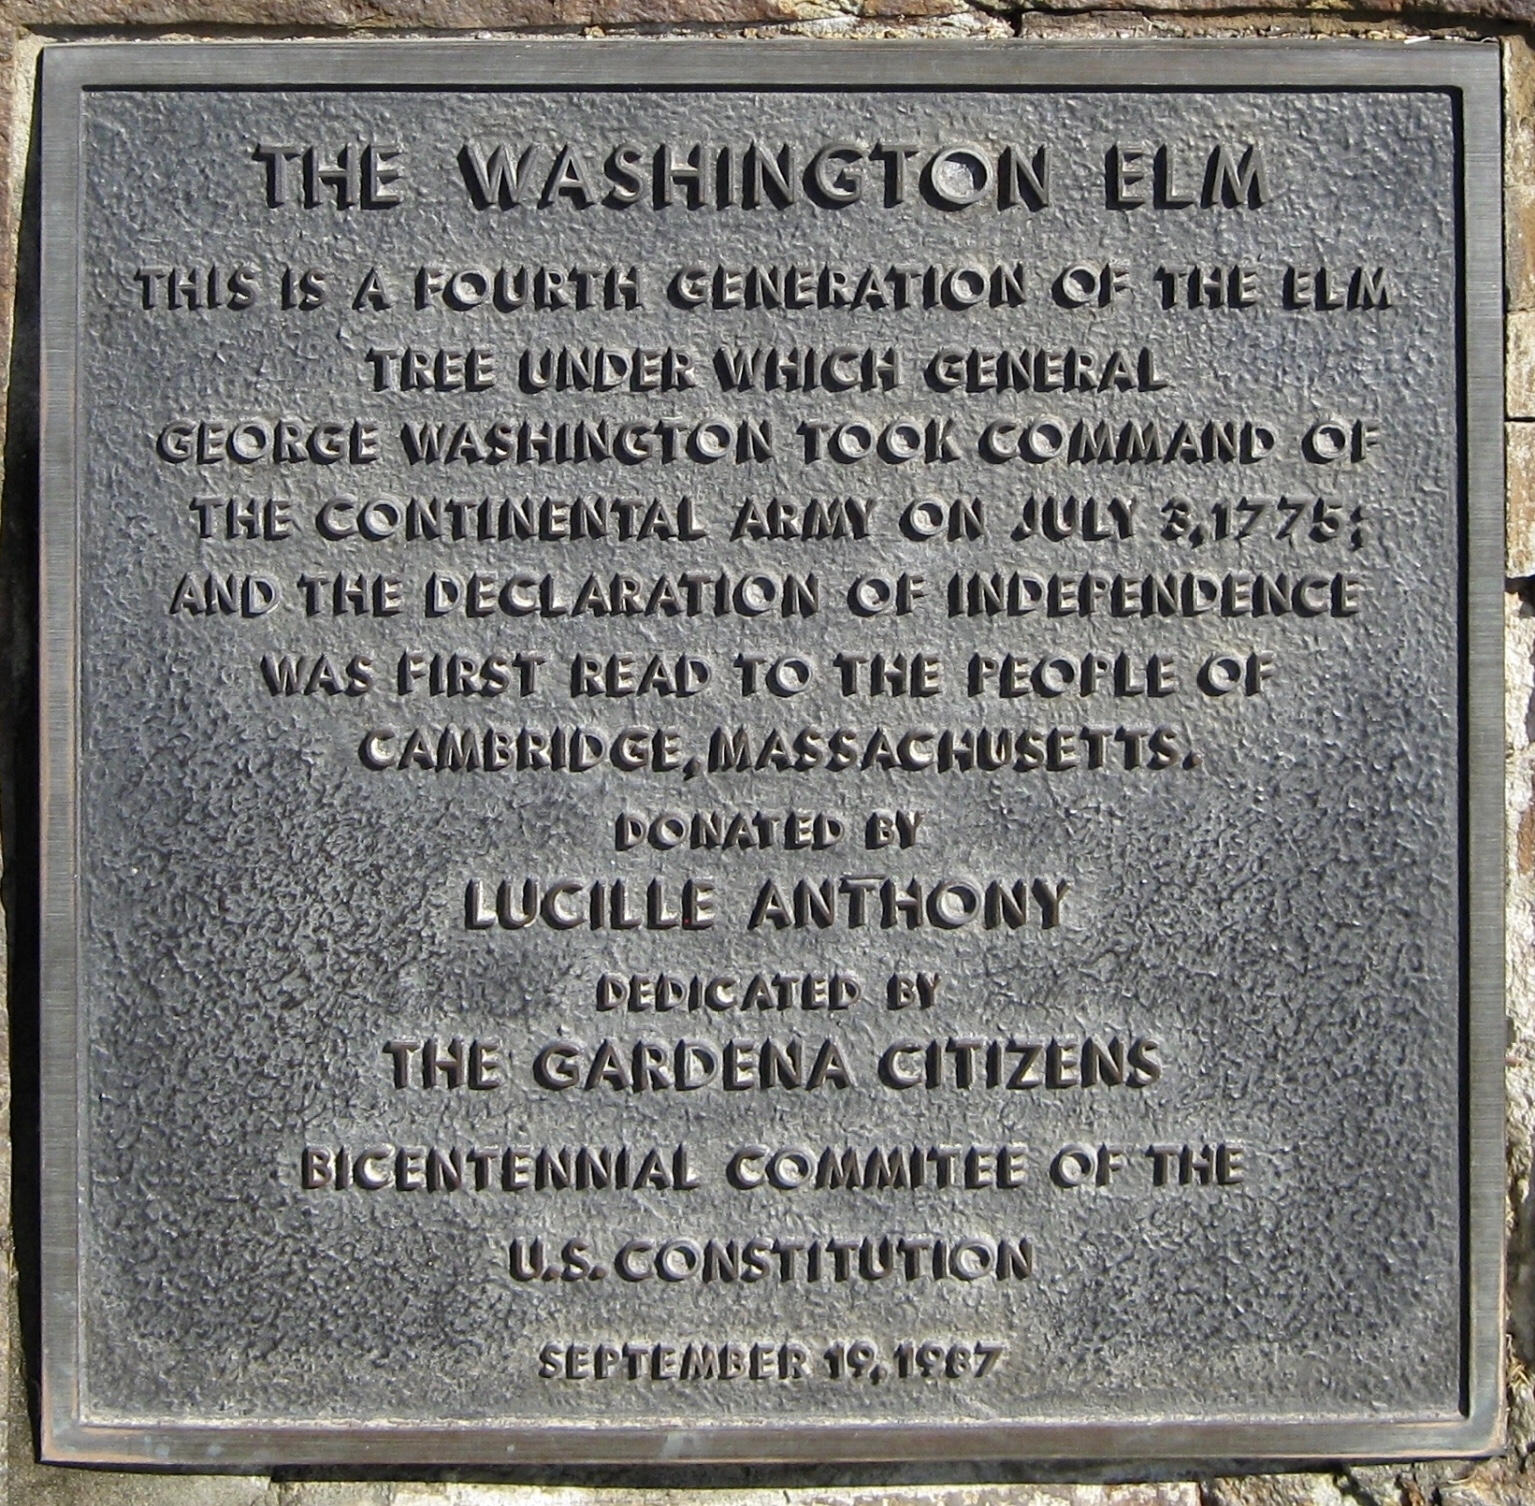 THE WASHINGTON ELM
THIS IS A FOURTH GENERATION OF THE ELM
TREE UNDER WHICH GENERAL
GEORGE WASHINGTON TOOK COMMAND OF
THE CONTINENTAL ARMY ON JULY 3,1775;
AND THE DECLARATION OF INDEPENDENCE
WAS FIRST READ TO THE PEOPLE OF
CAMBRIDGE, MASSACHUSETTS.
DONATED BY
LUCILLE ANTHONY
DEDICATED BY
THE GARDENA CITIZENS
BICENTENNIAL COMMITEE OF THE
U.S. CONSTITUTION
SEPTEMBER 19, 1987